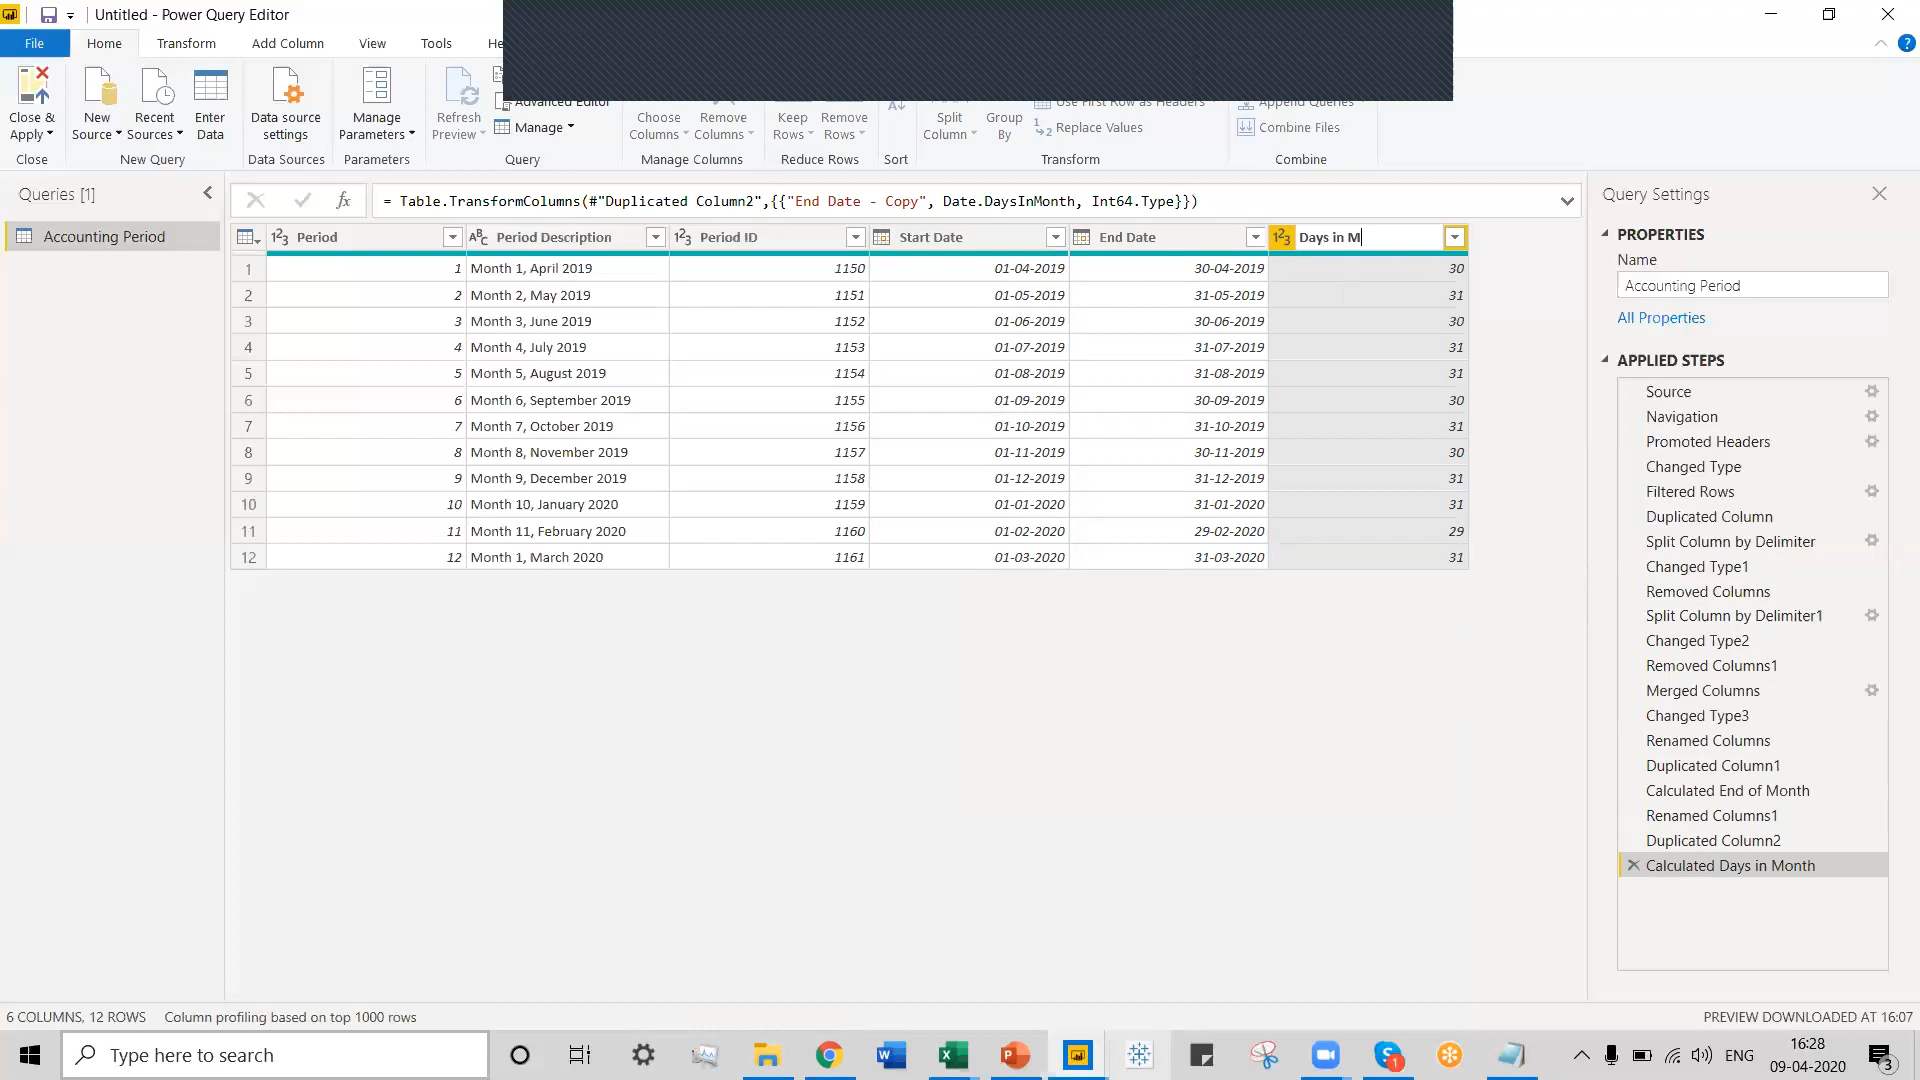 Untitled - Power Query Editor
File Home Transform Add Column View Tools He
Close & Apply
New Source
Recent Sources
Enter Data
Data source settings
Manage Parameters
Refresh Preview
Advanced Editor
Manage
Choose Columns
Remove Columns
Keep Rows
Remove Rows
Split Column
Group By
Use First Row as Headers
Replace Values
Append Queries
Combine Files
Close New Query Data Sources Parameters Query Manage Columns Reduce Rows Sort Transform Combine
Queries [1]
Accounting Period
= Table.TransformColumns(#"Duplicated Column2",{{"End Date - Copy", Date.DaysInMonth, Int64.Type}})
Period Period Description Period ID Start Date End Date Days in M
1 1 Month 1, April 2019 1150 01-04-2019 30-04-2019 30
2 2 Month 2, May 2019 1151 01-05-2019 31-05-2019 31
3 3 Month 3, June 2019 1152 01-06-2019 30-06-2019 30
4 4 Month 4, July 2019 1153 01-07-2019 31-07-2019 31
5 5 Month 5, August 2019 1154 01-08-2019 31-08-2019 31
6 6 Month 6, September 2019 1155 01-09-2019 30-09-2019 30
7 7 Month 7, October 2019 1156 01-10-2019 31-10-2019 31
8 8 Month 8, November 2019 1157 01-11-2019 30-11-2019 30
9 9 Month 9, December 2019 1158 01-12-2019 31-12-2019 31
10 10 Month 10, January 2020 1159 01-01-2020 31-01-2020 31
11 11 Month 11, February 2020 1160 01-02-2020 29-02-2020 29
12 12 Month 1, March 2020 1161 01-03-2020 31-03-2020 31
Query Settings
PROPERTIES
Name
Accounting Period
All Properties
APPLIED STEPS
Source
Navigation
Promoted Headers
Changed Type
Filtered Rows
Duplicated Column
Split Column by Delimiter
Changed Type1
Removed Columns
Split Column by Delimiter1
Changed Type2
Removed Columns1
Merged Columns
Changed Type3
Renamed Columns
Duplicated Column1
Calculated End of Month
Renamed Columns1
Duplicated Column2
Calculated Days in Month
6 COLUMNS, 12 ROWS Column profiling based on top 1000 rows PREVIEW DOWNLOADED AT 16:07
Type here to search
ENG
16:28
09-04-2020
3